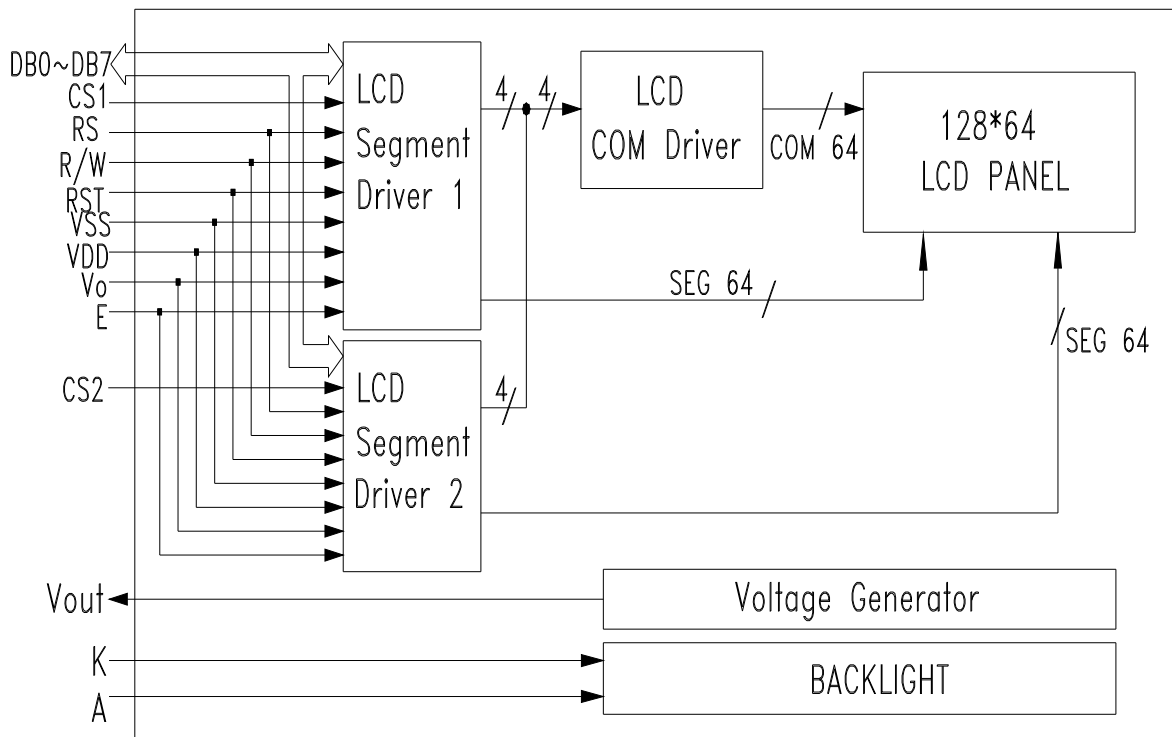 DB0~DB7
CS1
RS
R/W
RST
VSS
VDD
Vo
E
CS2
LCD
Segment
Driver 1
4
4
LCD
COM Driver
COM 64
128*64
LCD PANEL
SEG 64
SEG 64
LCD
Segment
Driver 2
4
Vout
Voltage Generator
K
A
BACKLIGHT